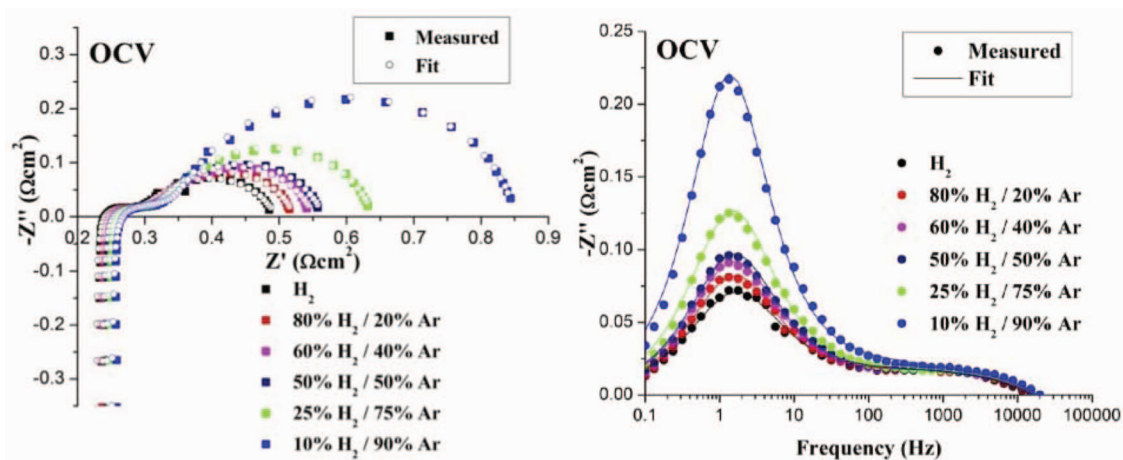 OCV
Measured
Fit
-Z'' (Ωcm²)
0.3
0.2
0.1
0.0
-0.1
-0.2
-0.3
0.2 0.3 0.4 0.5 0.6 0.7 0.8 0.9
Z' (Ωcm²)
H₂
80% H₂ / 20% Ar
60% H₂ / 40% Ar
50% H₂ / 50% Ar
25% H₂ / 75% Ar
10% H₂ / 90% Ar
OCV
Measured
Fit
-Z'' (Ωcm²)
0.25
0.20
0.15
0.10
0.05
0.00
H₂
80% H₂ / 20% Ar
60% H₂ / 40% Ar
50% H₂ / 50% Ar
25% H₂ / 75% Ar
10% H₂ / 90% Ar
0.1 1 10 100 1000 10000 100000
Frequency (Hz)